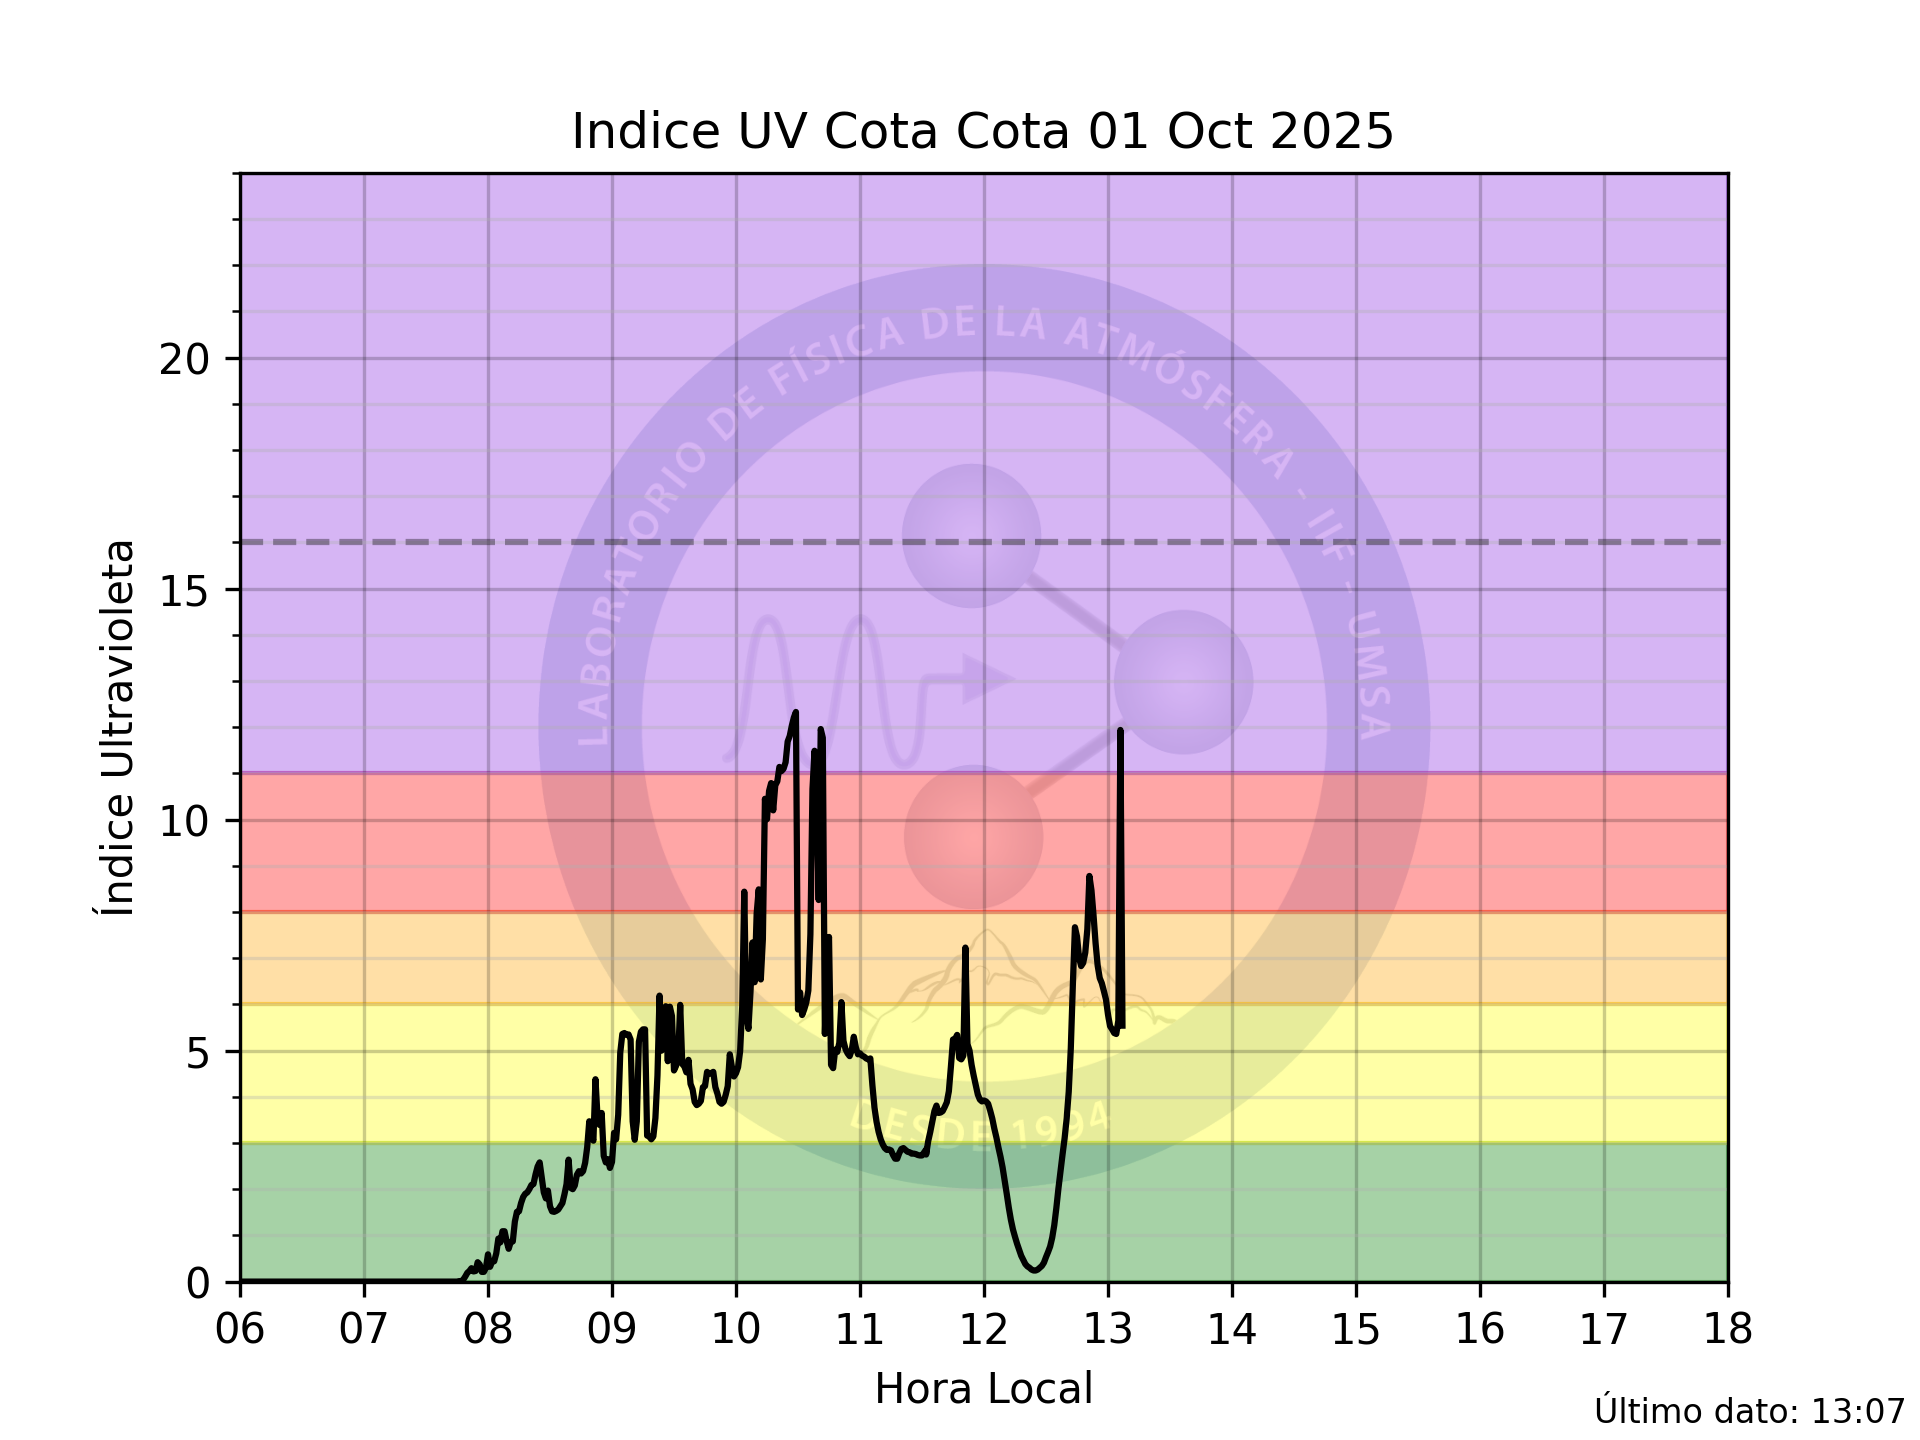 Indice UV Cota Cota 01 Oct 2025
LABORATORIO DE FÍSICA DE LA ATMÓSFERA - IIF - UMSA
DESDE 1994
Índice Ultravioleta
20
15
10
5
0
06 07 08 09 10 11 12 13 14 15 16 17 18
Hora Local
Último dato: 13:07